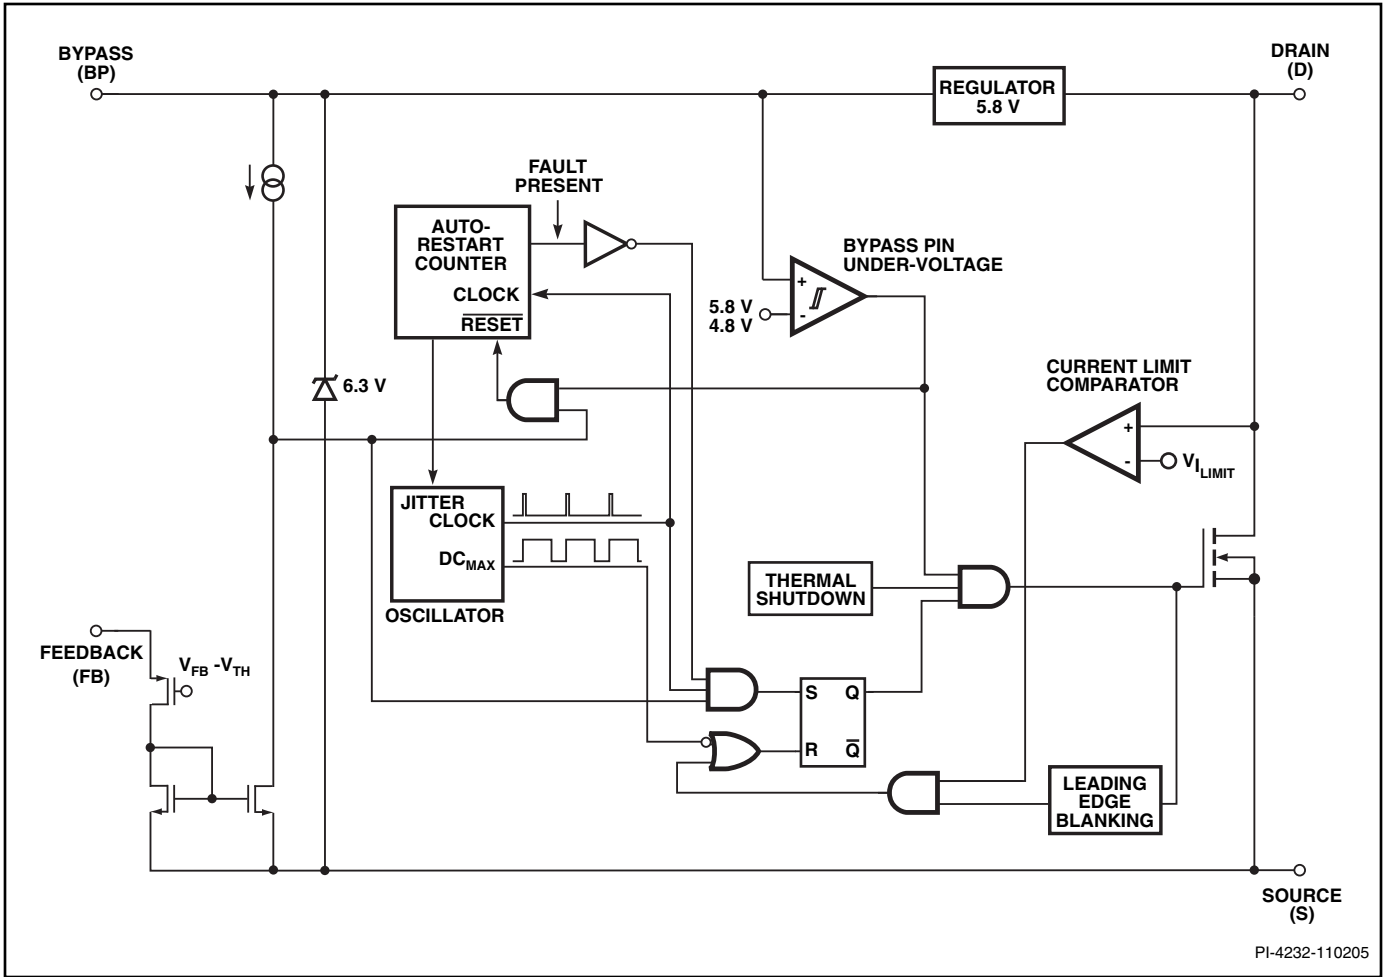 BYPASS
(BP)
DRAIN
(D)
REGULATOR
5.8 V
FAULT
PRESENT
AUTO-
RESTART
COUNTER
CLOCK
RESET
BYPASS PIN
UNDER-VOLTAGE
+
-
5.8 V
4.8 V
6.3 V
CURRENT LIMIT
COMPARATOR
+
-
VILIMIT
JITTER
CLOCK
DCMAX
OSCILLATOR
THERMAL
SHUTDOWN
FEEDBACK
(FB)
VFB -VTH
S Q
R Q̅
LEADING
EDGE
BLANKING
SOURCE
(S)
PI-4232-110205